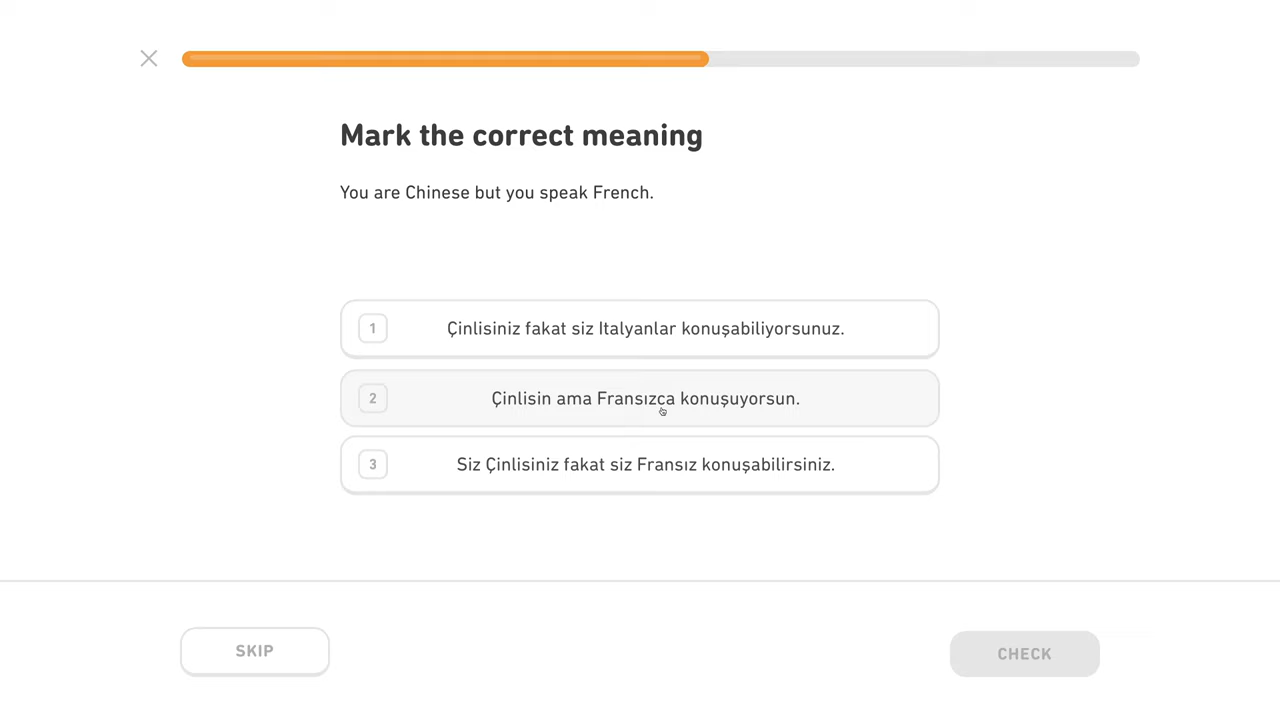 Mark the correct meaning
You are Chinese but you speak French.
1 Çinlisiniz fakat siz Italyanlar konuşabiliyorsunuz.
2 Çinlisin ama Fransızca konuşuyorsun.
3 Siz Çinlisiniz fakat siz Fransız konuşabilirsiniz.
SKIP
CHECK